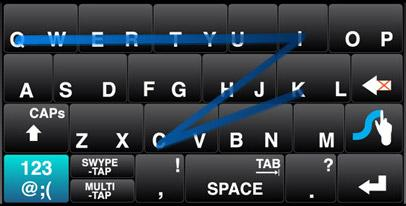 Q W E R T Y U I O P
A S D F G H J K L
CAPs Z X C V B N M
123 @;( SWYPE -TAP MULTI -TAP ! , TAB SPACE ? .